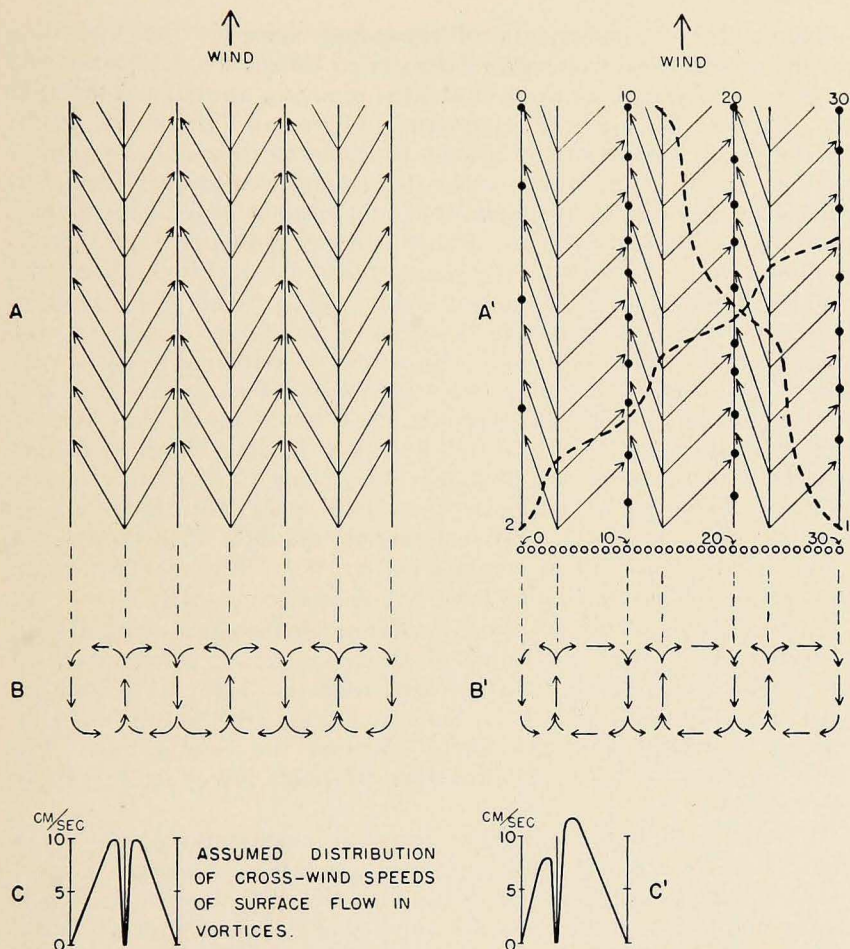 WIND
WIND
0 10 20 30
A
A'
2 1
0 10 20 30
B
B'
CM/SEC
10
5
0
C
ASSUMED DISTRIBUTION
OF CROSS-WIND SPEEDS
OF SURFACE FLOW IN
VORTICES.
CM/SEC
10
5
0
C'